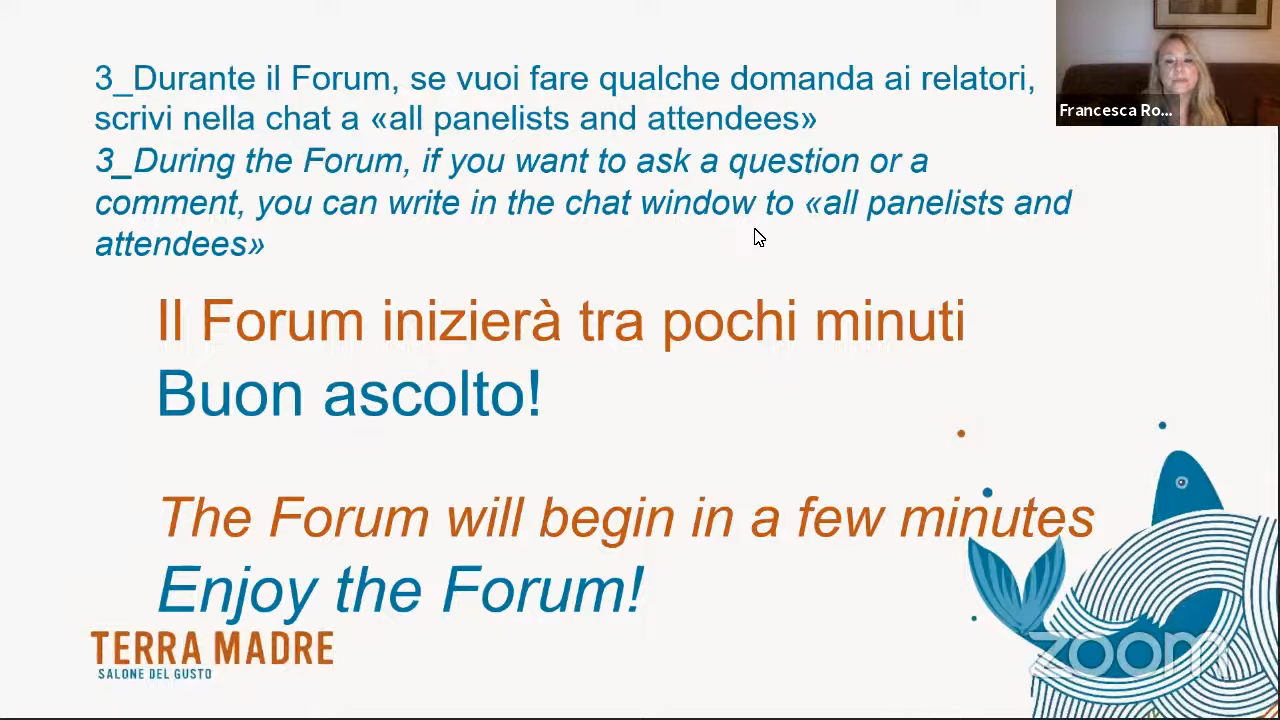 3_Durante il Forum, se vuoi fare qualche domanda ai relatori,
scrivi nella chat a «all panelists and attendees»
3_During the Forum, if you want to ask a question or a
comment, you can write in the chat window to «all panelists and
attendees»
Francesca Ro...
Il Forum inizierà tra pochi minuti
Buon ascolto!
The Forum will begin in a few minutes
Enjoy the Forum!
TERRA MADRE
SALONE DEL GUSTO
zoom